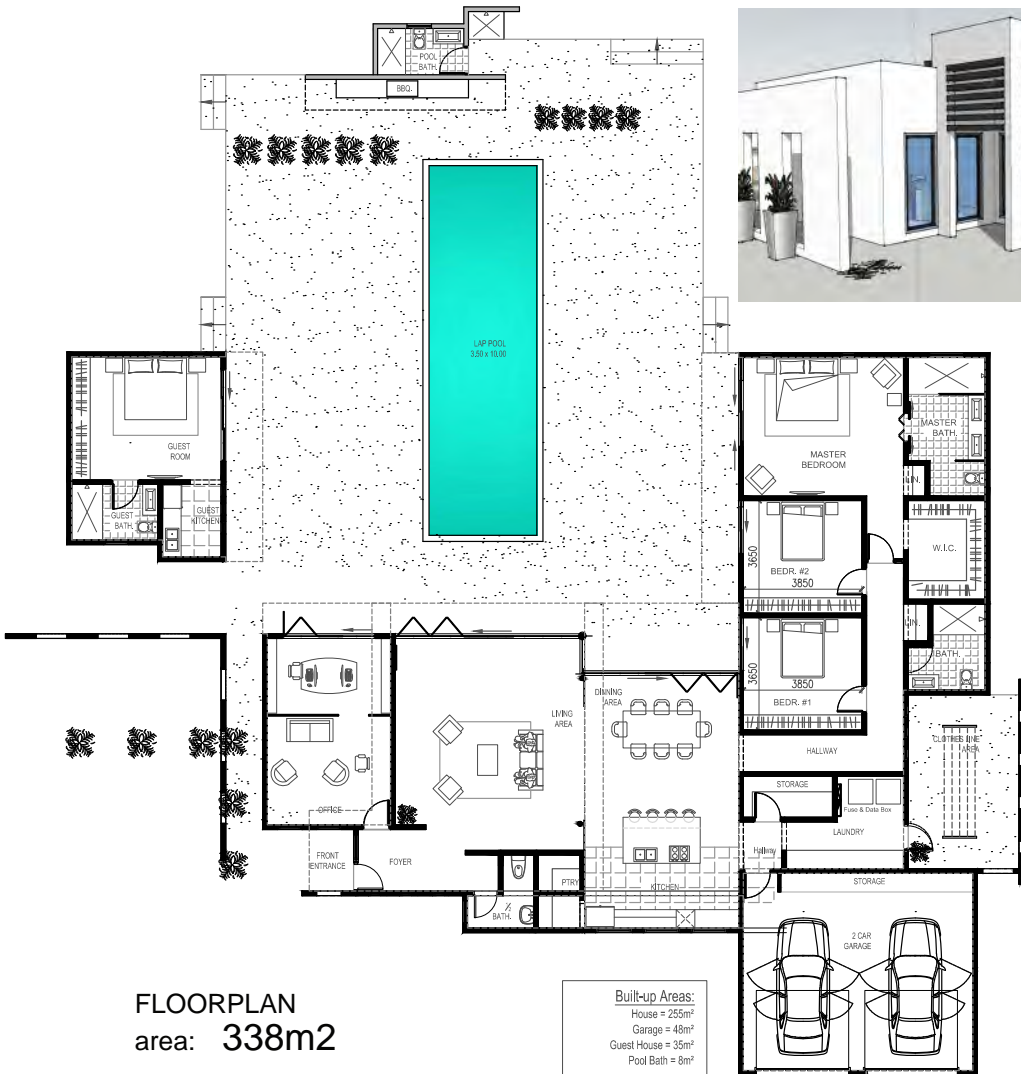 POOL
BATH.
BBQ.
LAP POOL
3.50 x 10.00
GUEST
ROOM
GUEST
BATH.
GUEST
KITCHEN
MASTER
BEDROOM
MASTER
BATH.
LIN.
W.I.C.
3650
BEDR. #2
3850
LIN.
BATH.
3650
3850
BEDR. #1
HALLWAY
CLOTHES LINE
AREA
DINNING
AREA
LIVING
AREA
OFFICE
STORAGE
Fuse & Data Box
LAUNDRY
Hallway
FRONT
ENTRANCE
FOYER
PTRY
KITCHEN
½
BATH.
STORAGE
2 CAR
GARAGE
FLOORPLAN
area: 338m2
Built-up Areas:
House = 255m²
Garage = 48m²
Guest House = 35m²
Pool Bath = 8m²